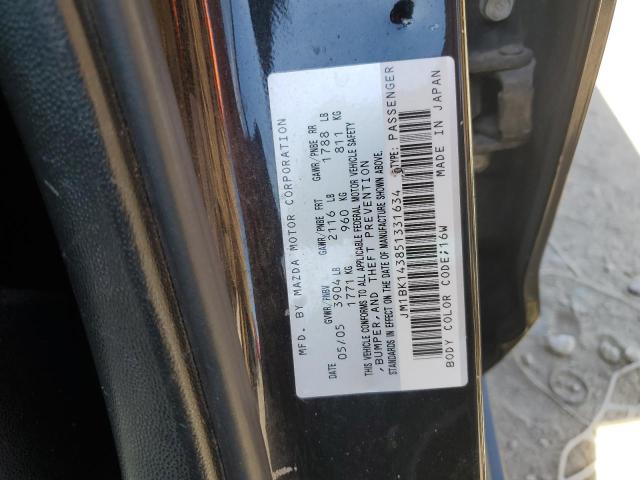 MFD. BY MAZDA MOTOR CORPORATION
GVWR/PNBV GAWR/PNBE FRT GAWR/PNBE RR
DATE 05/05 3904 LB 2116 LB 1788 LB
1771 KG 960 KG 811 KG
THIS VEHICLE CONFORMS TO ALL APPLICABLE FEDERAL MOTOR VEHICLE SAFETY
,BUMPER,AND THEFT PREVENTION
STANDARDS IN EFFECT ON THE DATE OF MANUFACTURE SHOWN ABOVE.
JM1BK143851331634 TYPE: PASSENGER
BODY COLOR CODE;16W MADE IN JAPAN